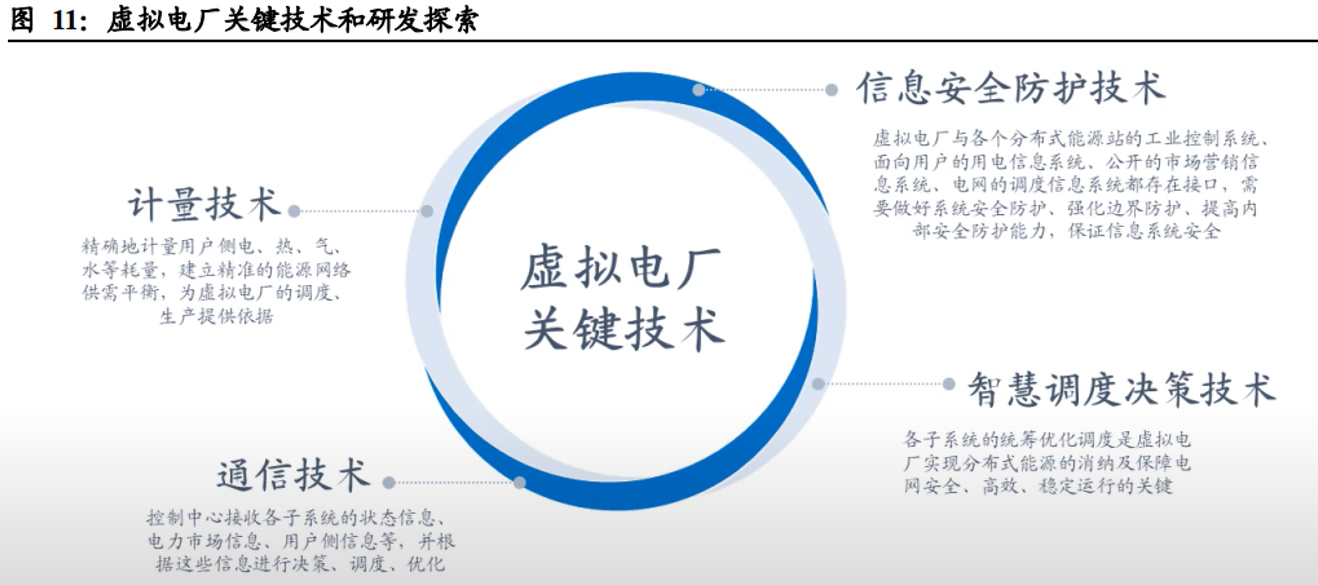 图 11：虚拟电厂关键技术和研发探索
信息安全防护技术
虚拟电厂与各个分布式能源站的工业控制系统、
面向用户的用电信息系统、公开的市场营销信
息系统、电网的调度信息系统都存在接口，需
要做好系统安全防护、强化边界防护、提高内
部安全防护能力，保证信息系统安全
计量技术
精确地计量用户侧电、热、气、
水等耗量，建立精准的能源网络
供需平衡，为虚拟电厂的调度、
生产提供依据
虚拟电厂
关键技术
智慧调度决策技术
各子系统的统筹优化调度是虚拟电
厂实现分布式能源的消纳及保障电
网安全、高效、稳定运行的关键
通信技术
控制中心接收各子系统的状态信息、
电力市场信息、用户侧信息等，并根
据这些信息进行决策、调度、优化